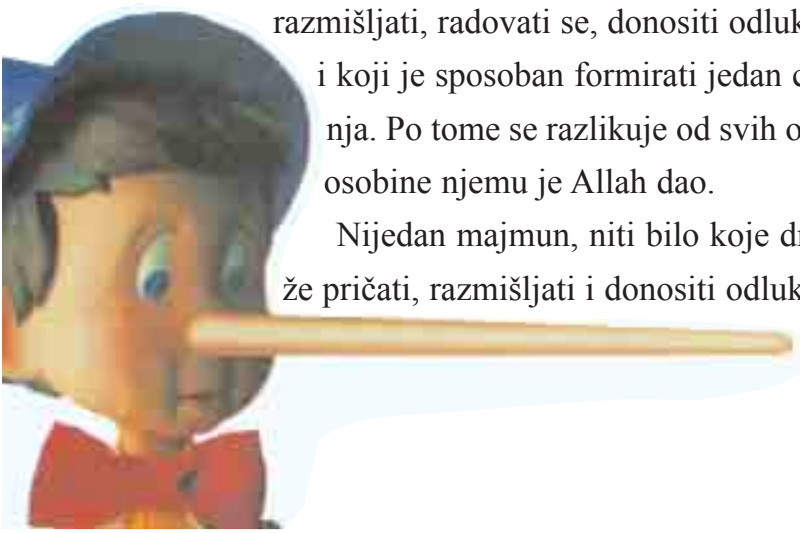 razmišljati, radovati se, donositi odluk
i koji je sposoban formirati jedan
nja. Po tome se razlikuje od svih
osobine njemu je Allah dao.
Nijedan majmun, niti bilo koje
že pričati, razmišljati i donositi odluk